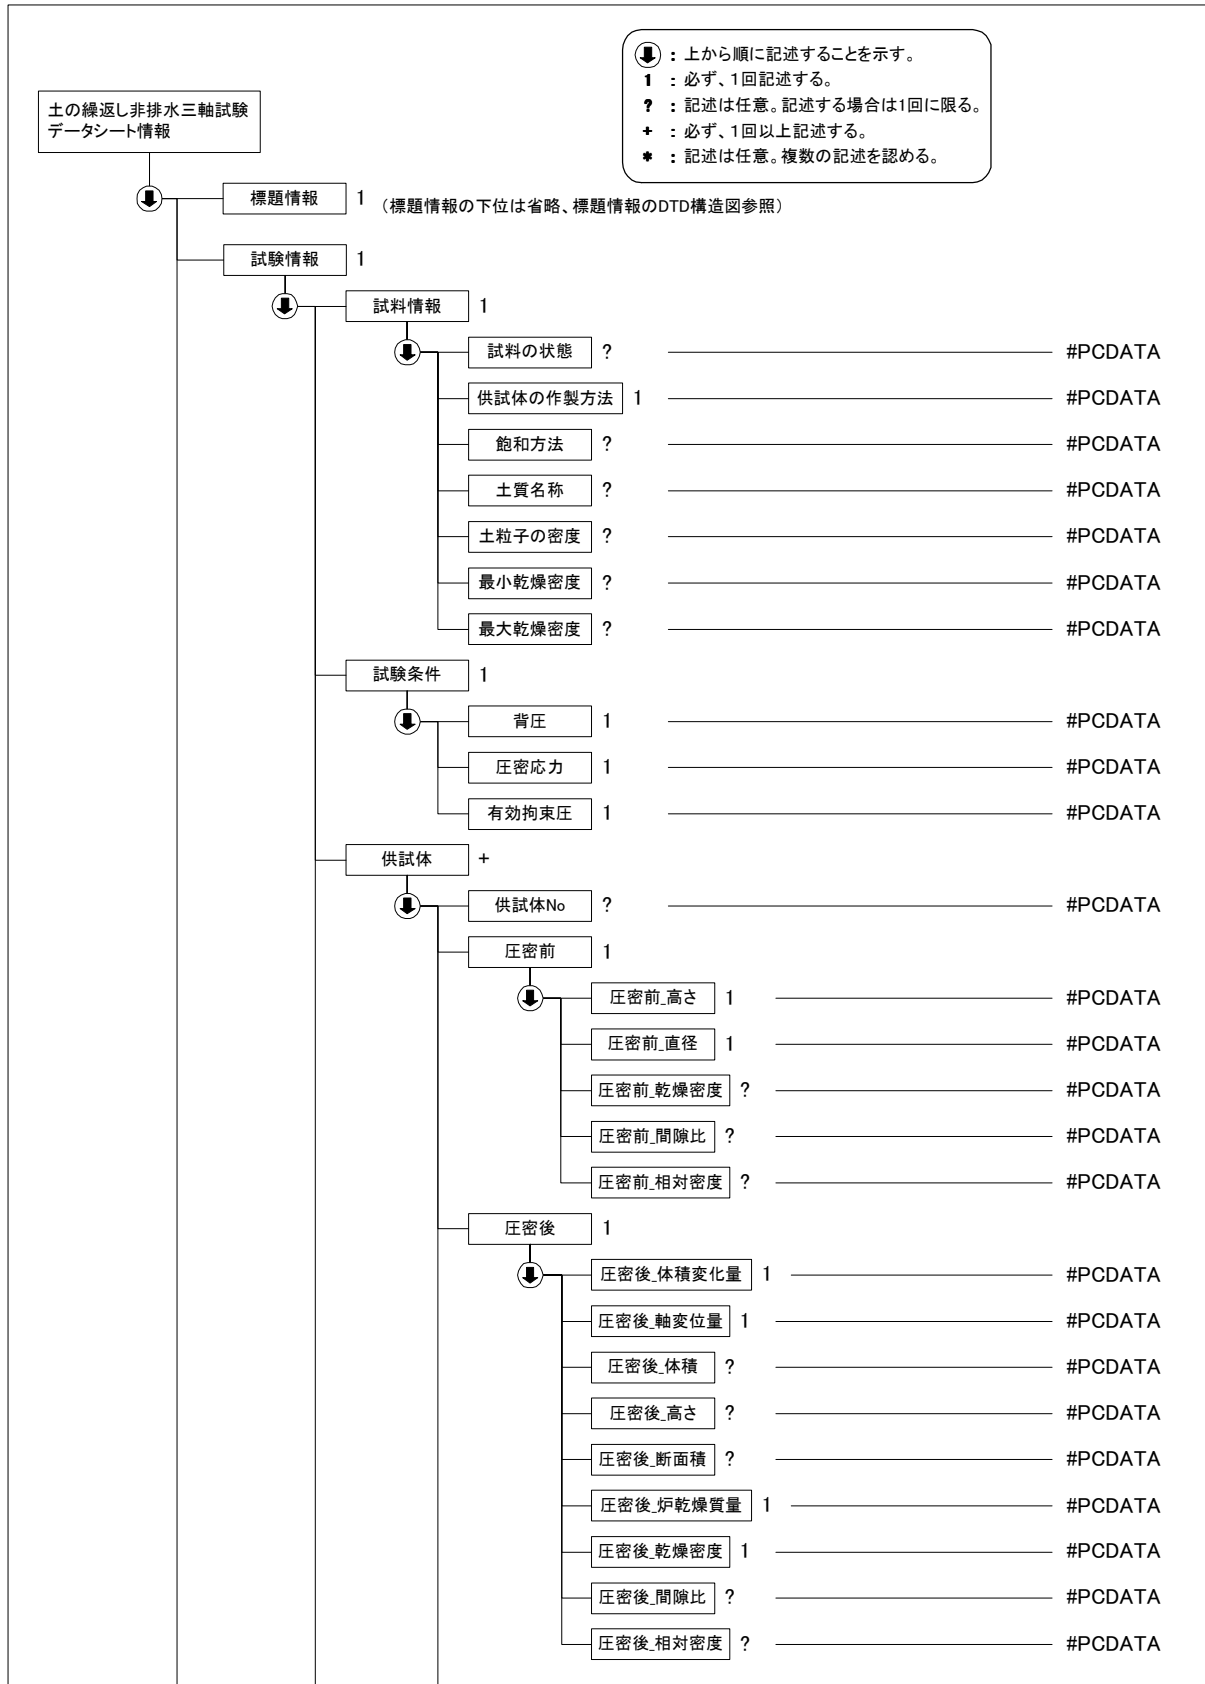 ：上から順に記述することを示す。
1 ：必ず、1回記述する。
? ：記述は任意。記述する場合は1回に限る。
+ ：必ず、1回以上記述する。
* ：記述は任意。複数の記述を認める。
土の繰返し非排水三軸試験
データシート情報
標題情報 1 （標題情報の下位は省略、標題情報のDTD構造図参照）
試験情報 1
試料情報 1
試料の状態 ? #PCDATA
供試体の作製方法 1 #PCDATA
飽和方法 ? #PCDATA
土質名称 ? #PCDATA
土粒子の密度 ? #PCDATA
最小乾燥密度 ? #PCDATA
最大乾燥密度 ? #PCDATA
試験条件 1
背圧 1 #PCDATA
圧密応力 1 #PCDATA
有効拘束圧 1 #PCDATA
供試体 +
供試体No ? #PCDATA
圧密前 1
圧密前_高さ 1 #PCDATA
圧密前_直径 1 #PCDATA
圧密前_乾燥密度 ? #PCDATA
圧密前_間隙比 ? #PCDATA
圧密前_相対密度 ? #PCDATA
圧密後 1
圧密後_体積変化量 1 #PCDATA
圧密後_軸変位量 1 #PCDATA
圧密後_体積 ? #PCDATA
圧密後_高さ ? #PCDATA
圧密後_断面積 ? #PCDATA
圧密後_炉乾燥質量 1 #PCDATA
圧密後_乾燥密度 1 #PCDATA
圧密後_間隙比 ? #PCDATA
圧密後_相対密度 ? #PCDATA